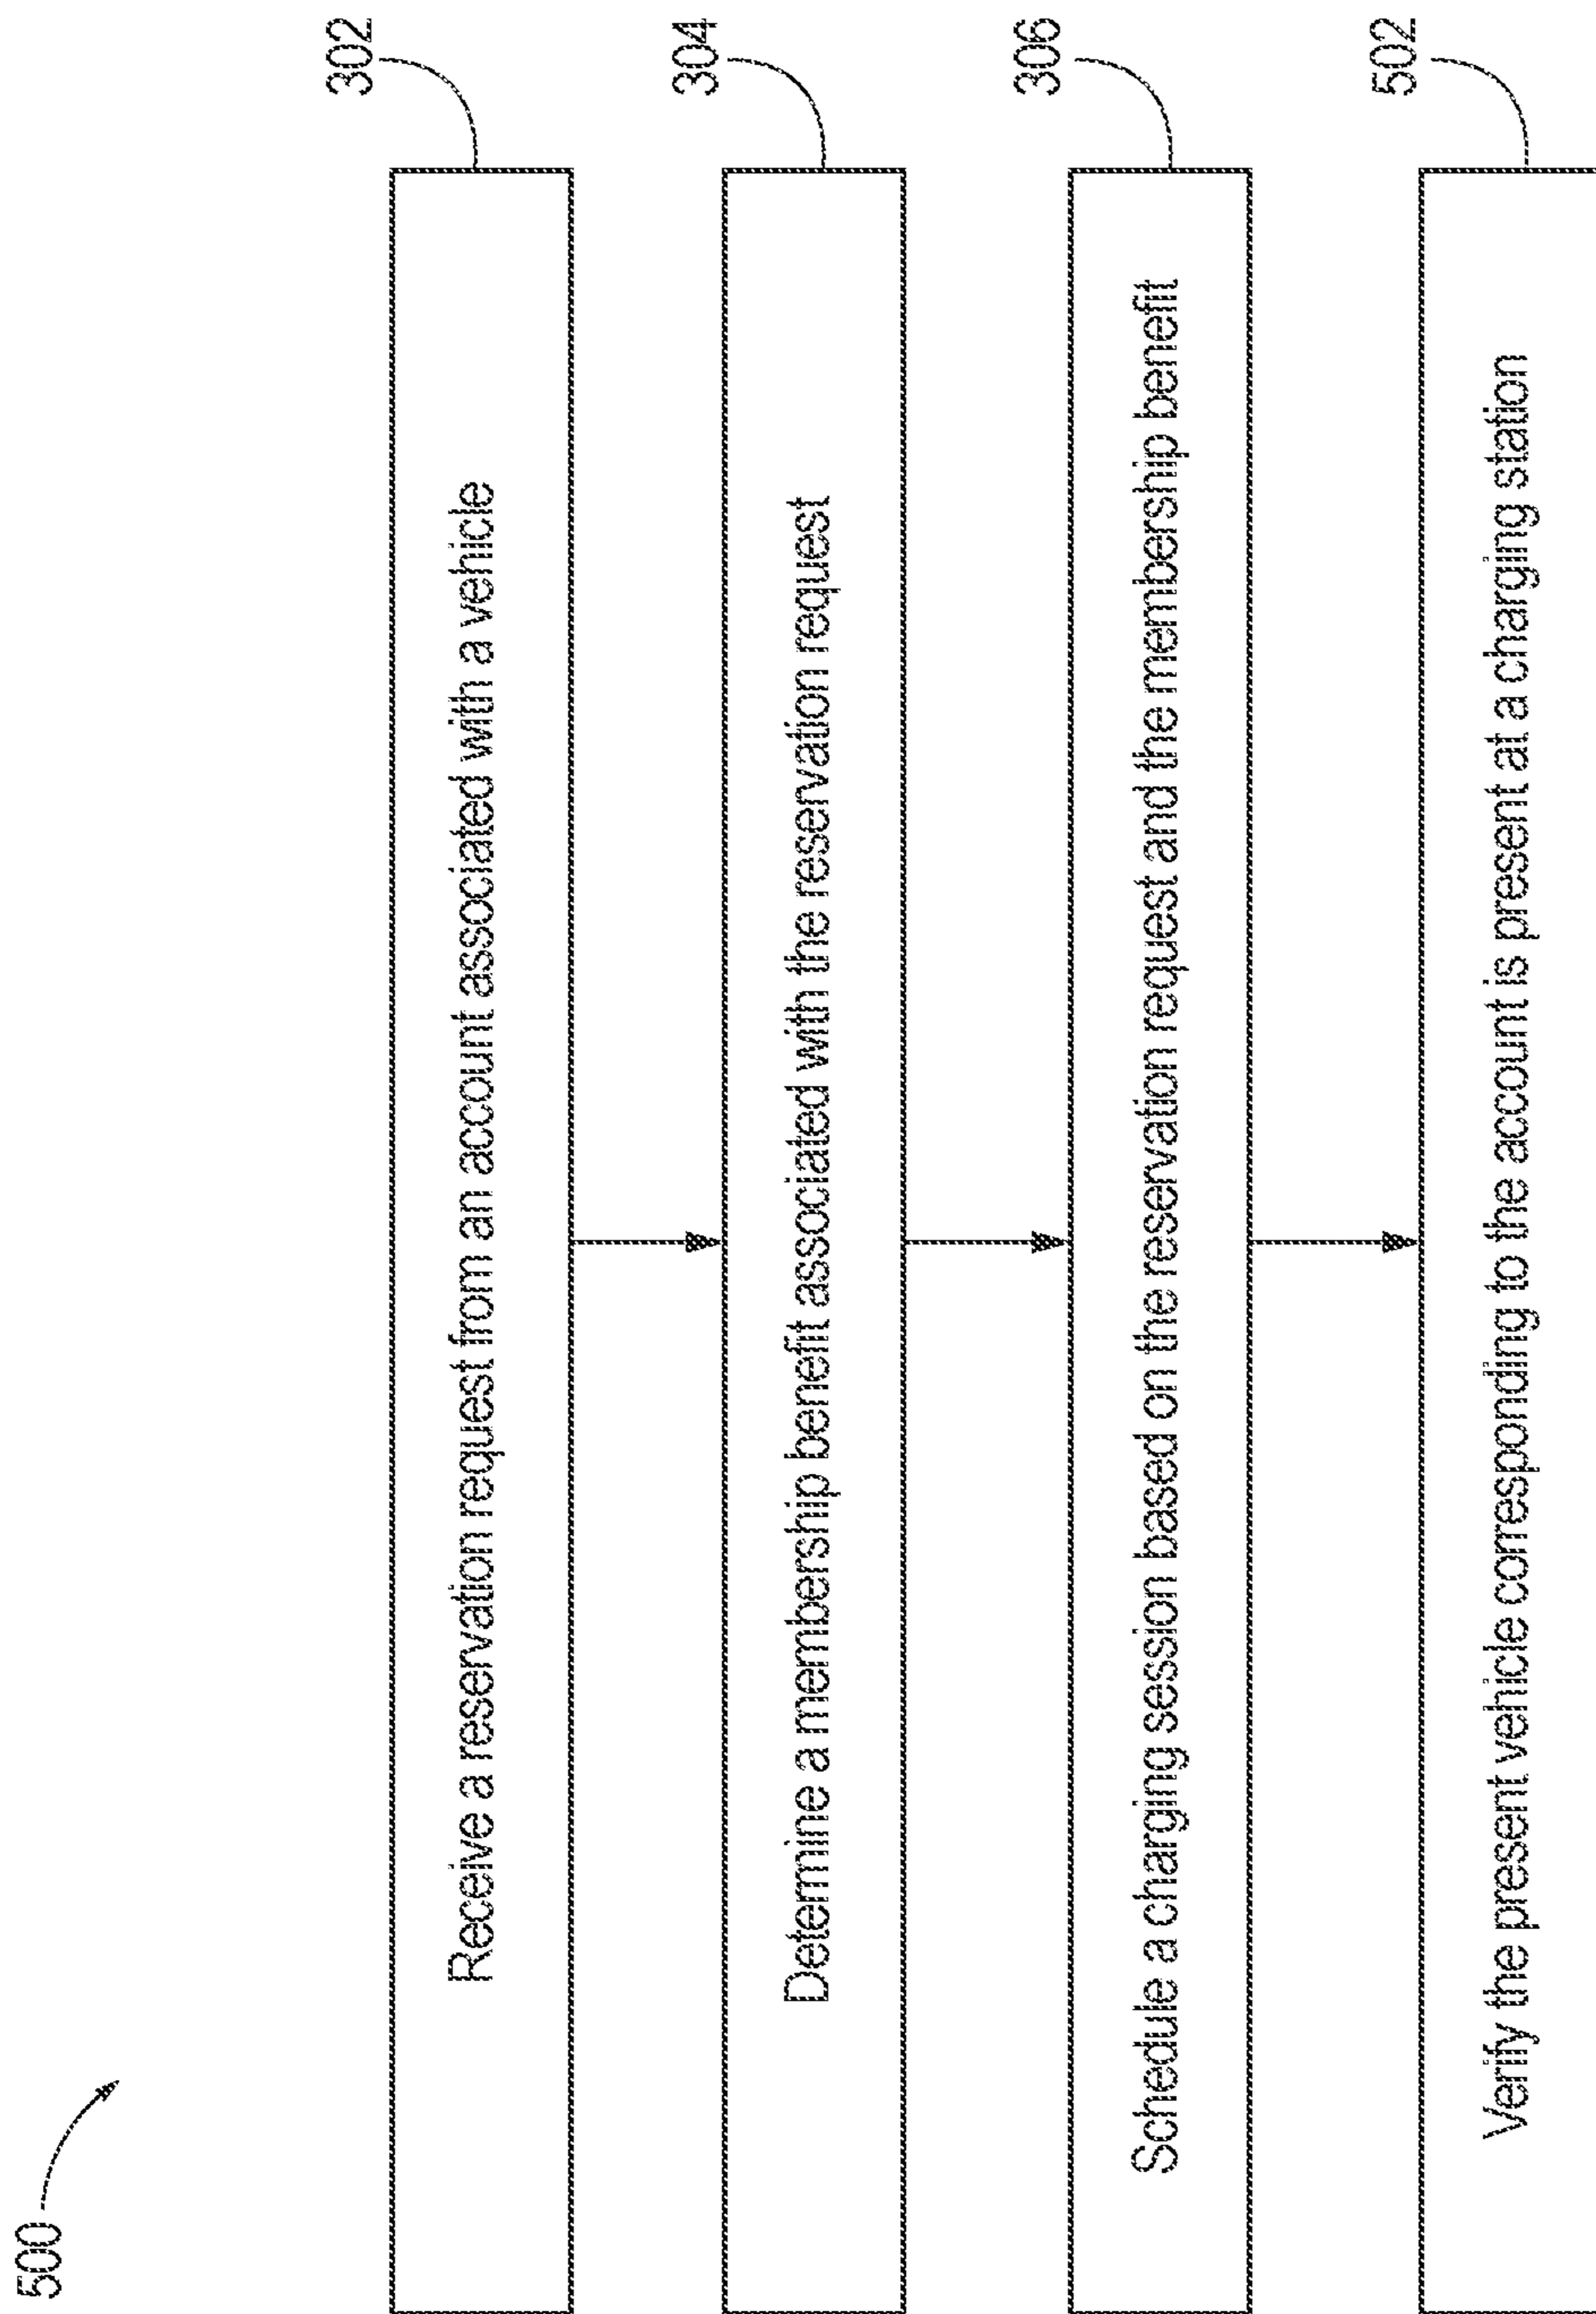 500
302
Receive a reservation request from an account associated with a vehicle
304
Determine a membership benefit associated with the reservation request
306
Schedule a charging session based on the reservation request and the membership benefit
502
Verify the present vehicle corresponding to the account is present at a charging station